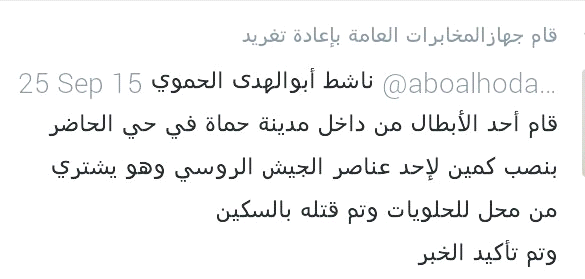 قام جهازالمخابرات العامة بإعادة تغريد
ناشط أبوالهدى الحموي @aboalhoda... 25 Sep 15
قام أحد الأبطال من داخل مدينة حماة في حي الحاضر
بنصب كمين لإحد عناصر الجيش الروسي وهو يشتري
من محل للحلويات وتم قتله بالسكين
وتم تأكيد الخبر